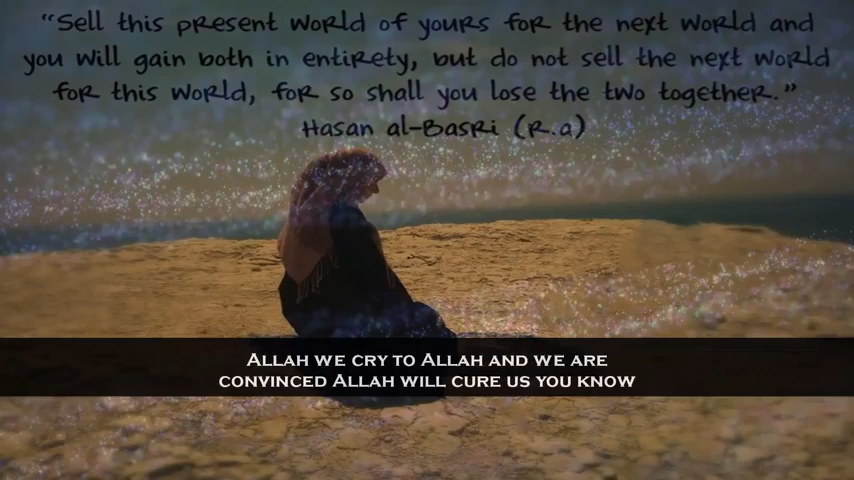 “Sell this present world of yours for the next world and
you will gain both in entirety, but do not sell the next world
for this world, for so shall you lose the two together.”
Hasan al-Basri (R.a)
Allah we cry to Allah and we are
convinced Allah will cure us you know